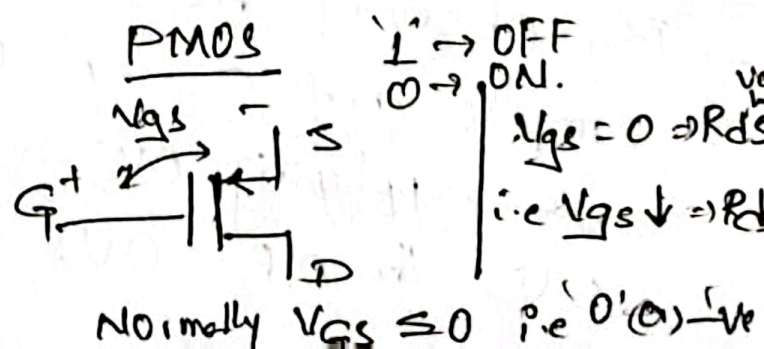 PMOS
'1' → OFF
0 → ON.
Vgs
-
S
G
+
D
Vgs = 0 ⇒ Rds
i.e Vgs ↓ ⇒ Rd
Normally VGS ≤ 0 i.e '0' (or) -ve